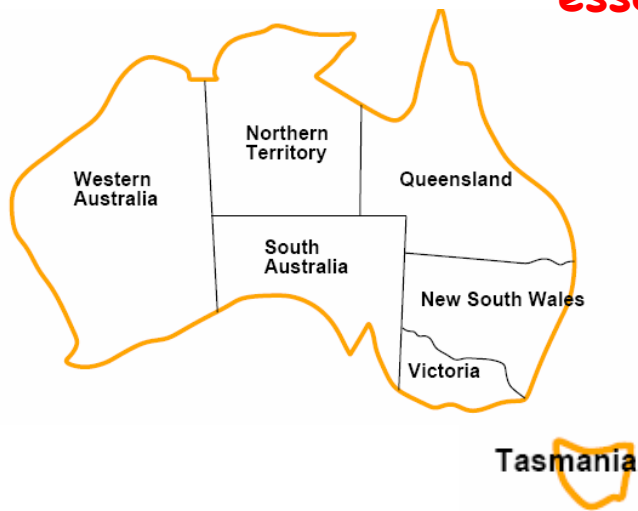 Northern
Territory
Western
Australia
Queensland
South
Australia
New South Wales
Victoria
Tasmania